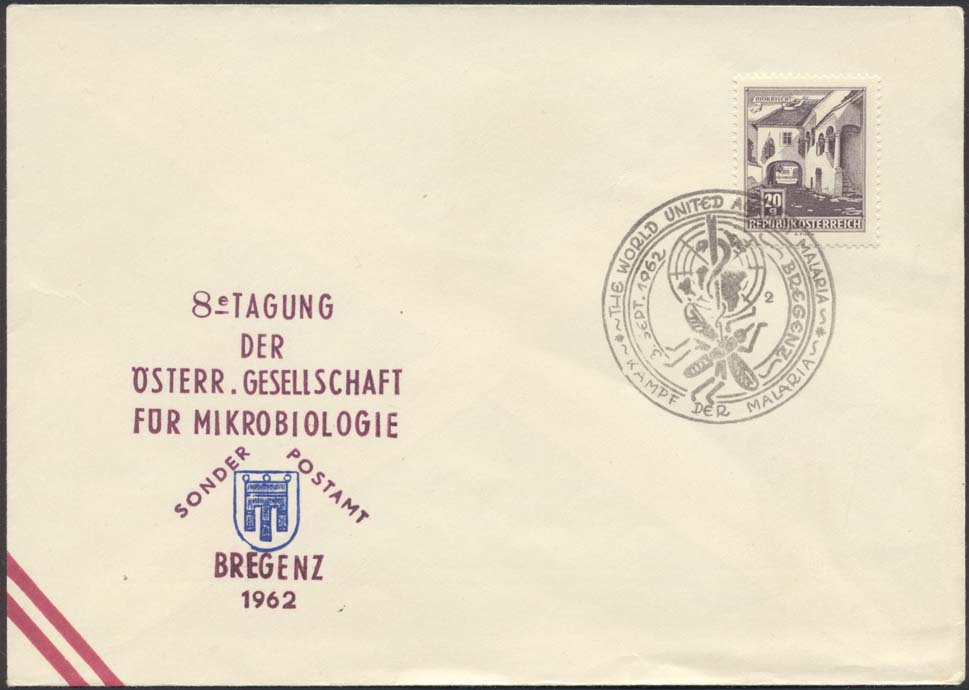 8e TAGUNG
DER
ÖSTERR. GESELLSCHAFT
FÜR MIKROBIOLOGIE
SONDER POSTAMT
BREGENZ
1962
MÖRBISCH
20
g
REPUBLIK ÖSTERREICH
~ THE WORLD UNITED MALARIA ~
3. SEPT. 1962
BREGENZ
2
* ~ KAMPF DER MALARIA ~ *